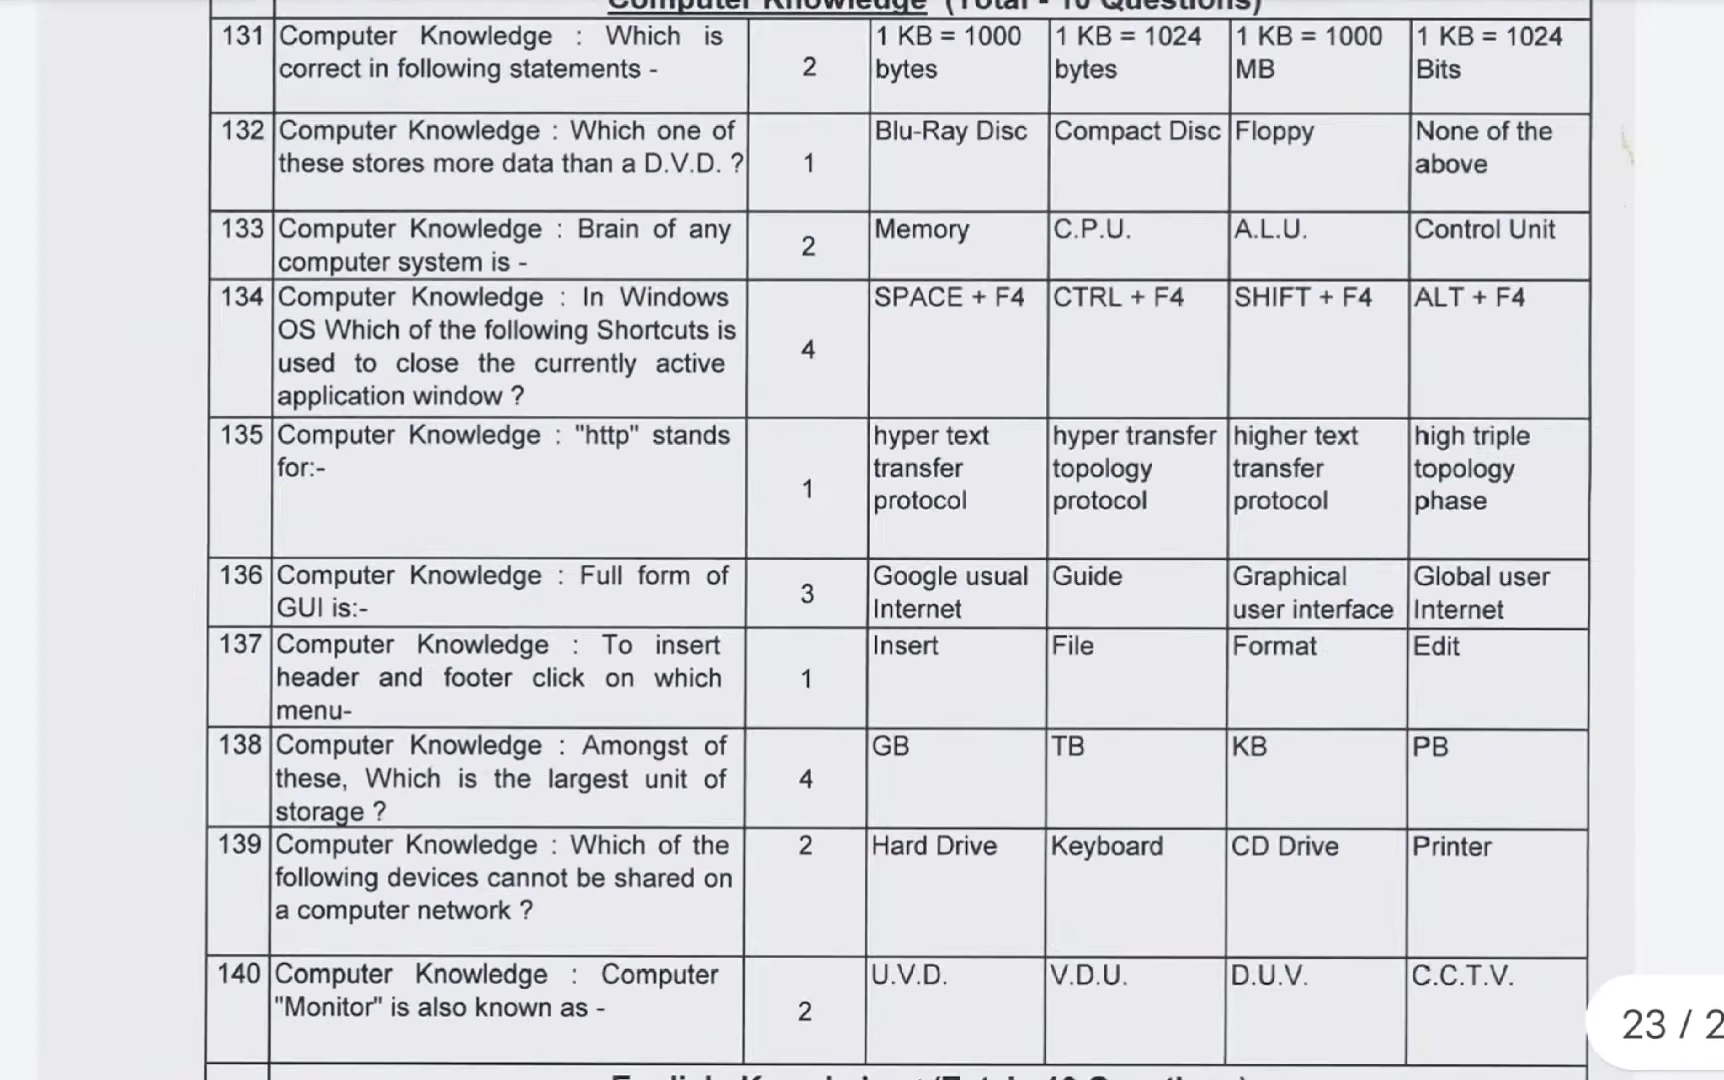 Computer Knowledge (Total - 10 Questions)
131 Computer Knowledge : Which is correct in following statements - 2 1 KB = 1000 bytes 1 KB = 1024 bytes 1 KB = 1000 MB 1 KB = 1024 Bits
132 Computer Knowledge : Which one of these stores more data than a D.V.D. ? 1 Blu-Ray Disc Compact Disc Floppy None of the above
133 Computer Knowledge : Brain of any computer system is - 2 Memory C.P.U. A.L.U. Control Unit
134 Computer Knowledge : In Windows OS Which of the following Shortcuts is used to close the currently active application window ? 4 SPACE + F4 CTRL + F4 SHIFT + F4 ALT + F4
135 Computer Knowledge : "http" stands for:- 1 hyper text transfer protocol hyper transfer topology protocol higher text transfer protocol high triple topology phase
136 Computer Knowledge : Full form of GUI is:- 3 Google usual Internet Guide Graphical user interface Global user Internet
137 Computer Knowledge : To insert header and footer click on which menu- 1 Insert File Format Edit
138 Computer Knowledge : Amongst of these, Which is the largest unit of storage ? 4 GB TB KB PB
139 Computer Knowledge : Which of the following devices cannot be shared on a computer network ? 2 Hard Drive Keyboard CD Drive Printer
140 Computer Knowledge : Computer "Monitor" is also known as - 2 U.V.D. V.D.U. D.U.V. C.C.T.V.
23 / 2